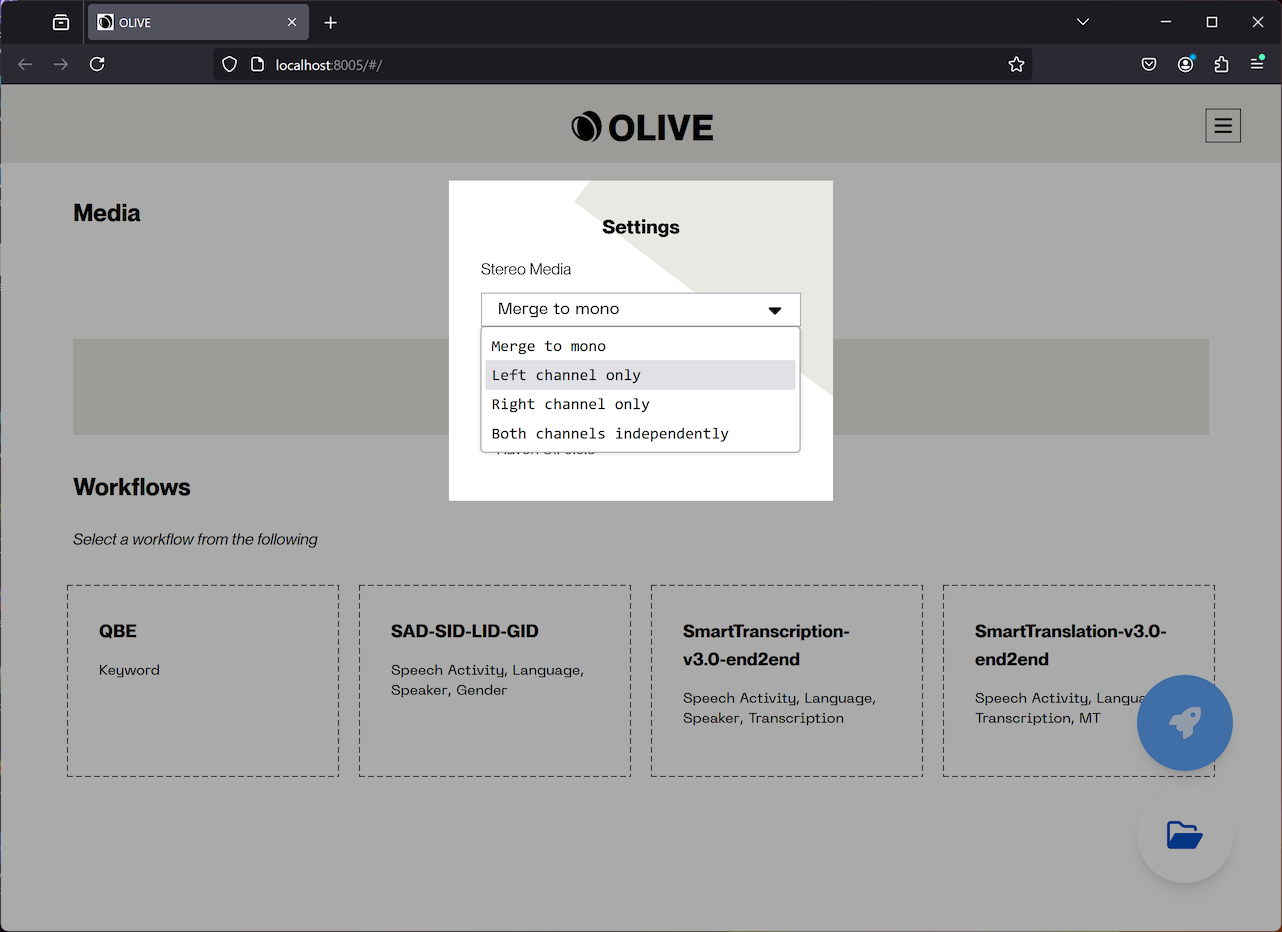 OLIVE
localhost:8005/#/
OLIVE
Media
Settings
Stereo Media
Merge to mono
Merge to mono
Left channel only
Right channel only
Both channels independently
Workflows
Select a workflow from the following
QBE
Keyword
SAD-SID-LID-GID
Speech Activity, Language,
Speaker, Gender
SmartTranscription-
v3.0-end2end
Speech Activity, Language,
Speaker, Transcription
SmartTranslation-v3.0-
end2end
Speech Activity,
Transcription, MT